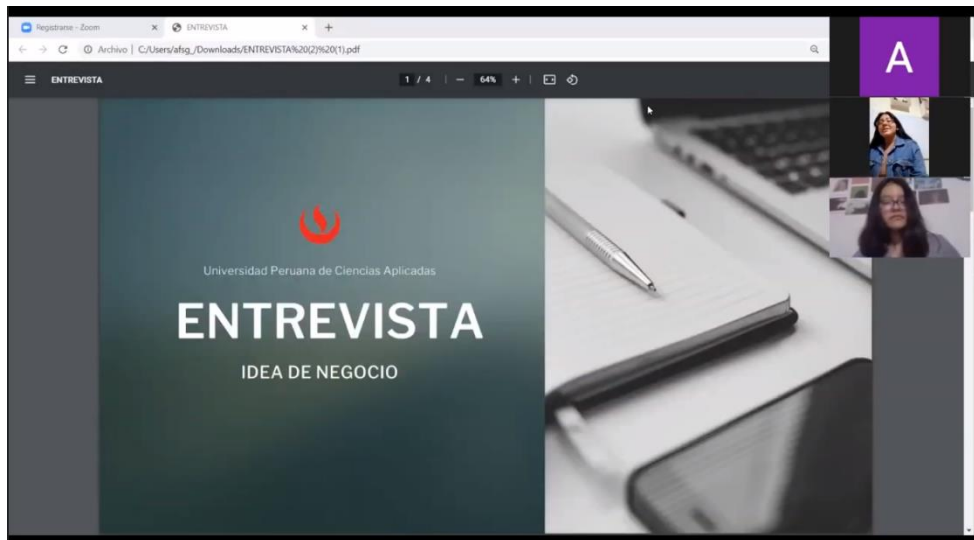 Registrarse - Zoom
ENTREVISTA
Archivo | C:/Users/afsg_/Downloads/ENTREVISTA%20(2)%20(1).pdf
ENTREVISTA
1 / 4
64%
A
Universidad Peruana de Ciencias Aplicadas
ENTREVISTA
IDEA DE NEGOCIO